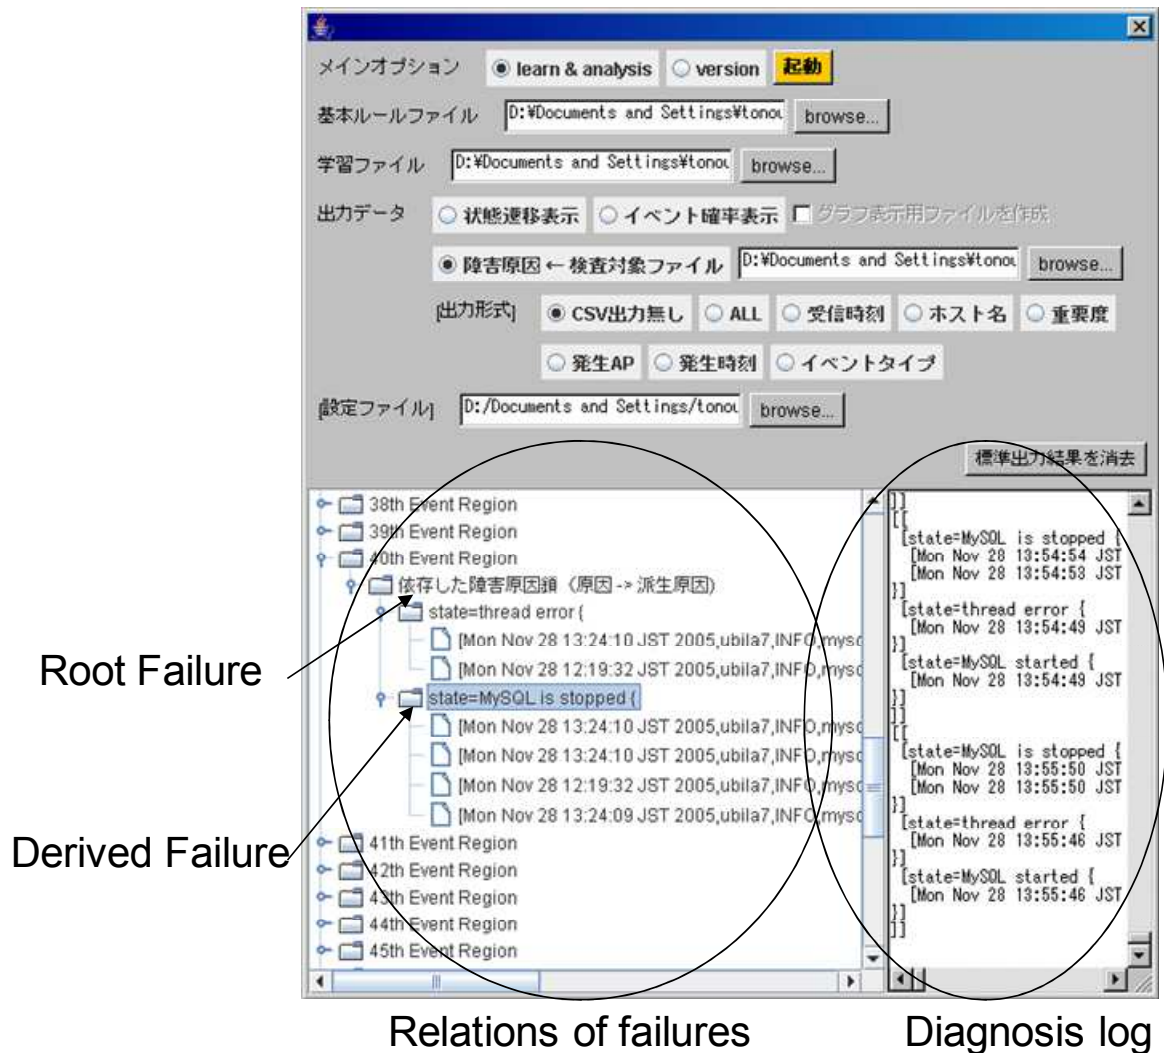 メインオプション learn & analysis version 起動
基本ルールファイル D:¥Documents and Settings¥tonou browse...
学習ファイル D:¥Documents and Settings¥tonou browse...
出力データ 状態遷移表示 イベント確率表示 グラフ表示用ファイルを作成
障害原因 ← 検査対象ファイル D:¥Documents and Settings¥tonou browse...
[出力形式] CSV出力無し ALL 受信時刻 ホスト名 重要度
発生AP 発生時刻 イベントタイプ
[設定ファイル] D:/Documents and Settings/tonou browse...
標準出力結果を消去
38th Event Region
39th Event Region
40th Event Region
依存した障害原因鎖（原因 -> 派生原因)
state=thread error {
[Mon Nov 28 13:24:10 JST 2005,ubila7,INFO,mysq
[Mon Nov 28 12:19:32 JST 2005,ubila7,INFO,mysq
state=MySQL is stopped {
[Mon Nov 28 13:24:10 JST 2005,ubila7,INFO,mysq
[Mon Nov 28 13:24:10 JST 2005,ubila7,INFO,mysq
[Mon Nov 28 12:19:32 JST 2005,ubila7,INFO,mysq
[Mon Nov 28 13:24:09 JST 2005,ubila7,INFO,mysq
41th Event Region
42th Event Region
43th Event Region
44th Event Region
45th Event Region
]]
[[
[state=MySQL is stopped {
[Mon Nov 28 13:54:54 JST
[Mon Nov 28 13:54:53 JST
}]
[state=thread error {
[Mon Nov 28 13:54:49 JST
}]
[state=MySQL started {
[Mon Nov 28 13:54:49 JST
}]
]]
[[
[state=MySQL is stopped {
[Mon Nov 28 13:55:50 JST
[Mon Nov 28 13:55:50 JST
}]
[state=thread error {
[Mon Nov 28 13:55:46 JST
}]
[state=MySQL started {
[Mon Nov 28 13:55:46 JST
}]
]]
Root Failure
Derived Failure
Relations of failures
Diagnosis log